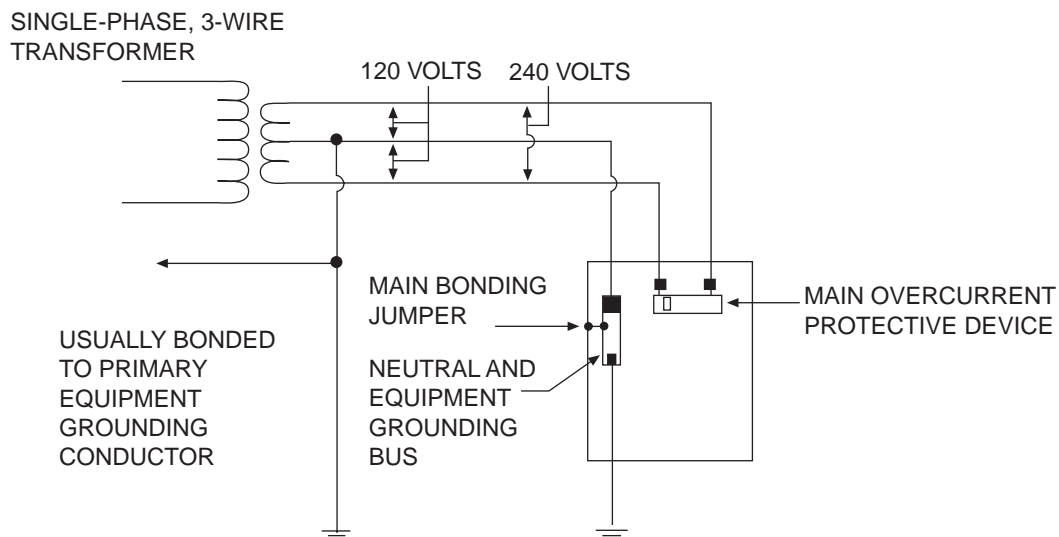 SINGLE-PHASE, 3-WIRE
TRANSFORMER
120 VOLTS
240 VOLTS
MAIN BONDING
JUMPER
MAIN OVERCURRENT
PROTECTIVE DEVICE
USUALLY BONDED
TO PRIMARY
EQUIPMENT
GROUNDING
CONDUCTOR
NEUTRAL AND
EQUIPMENT
GROUNDING
BUS